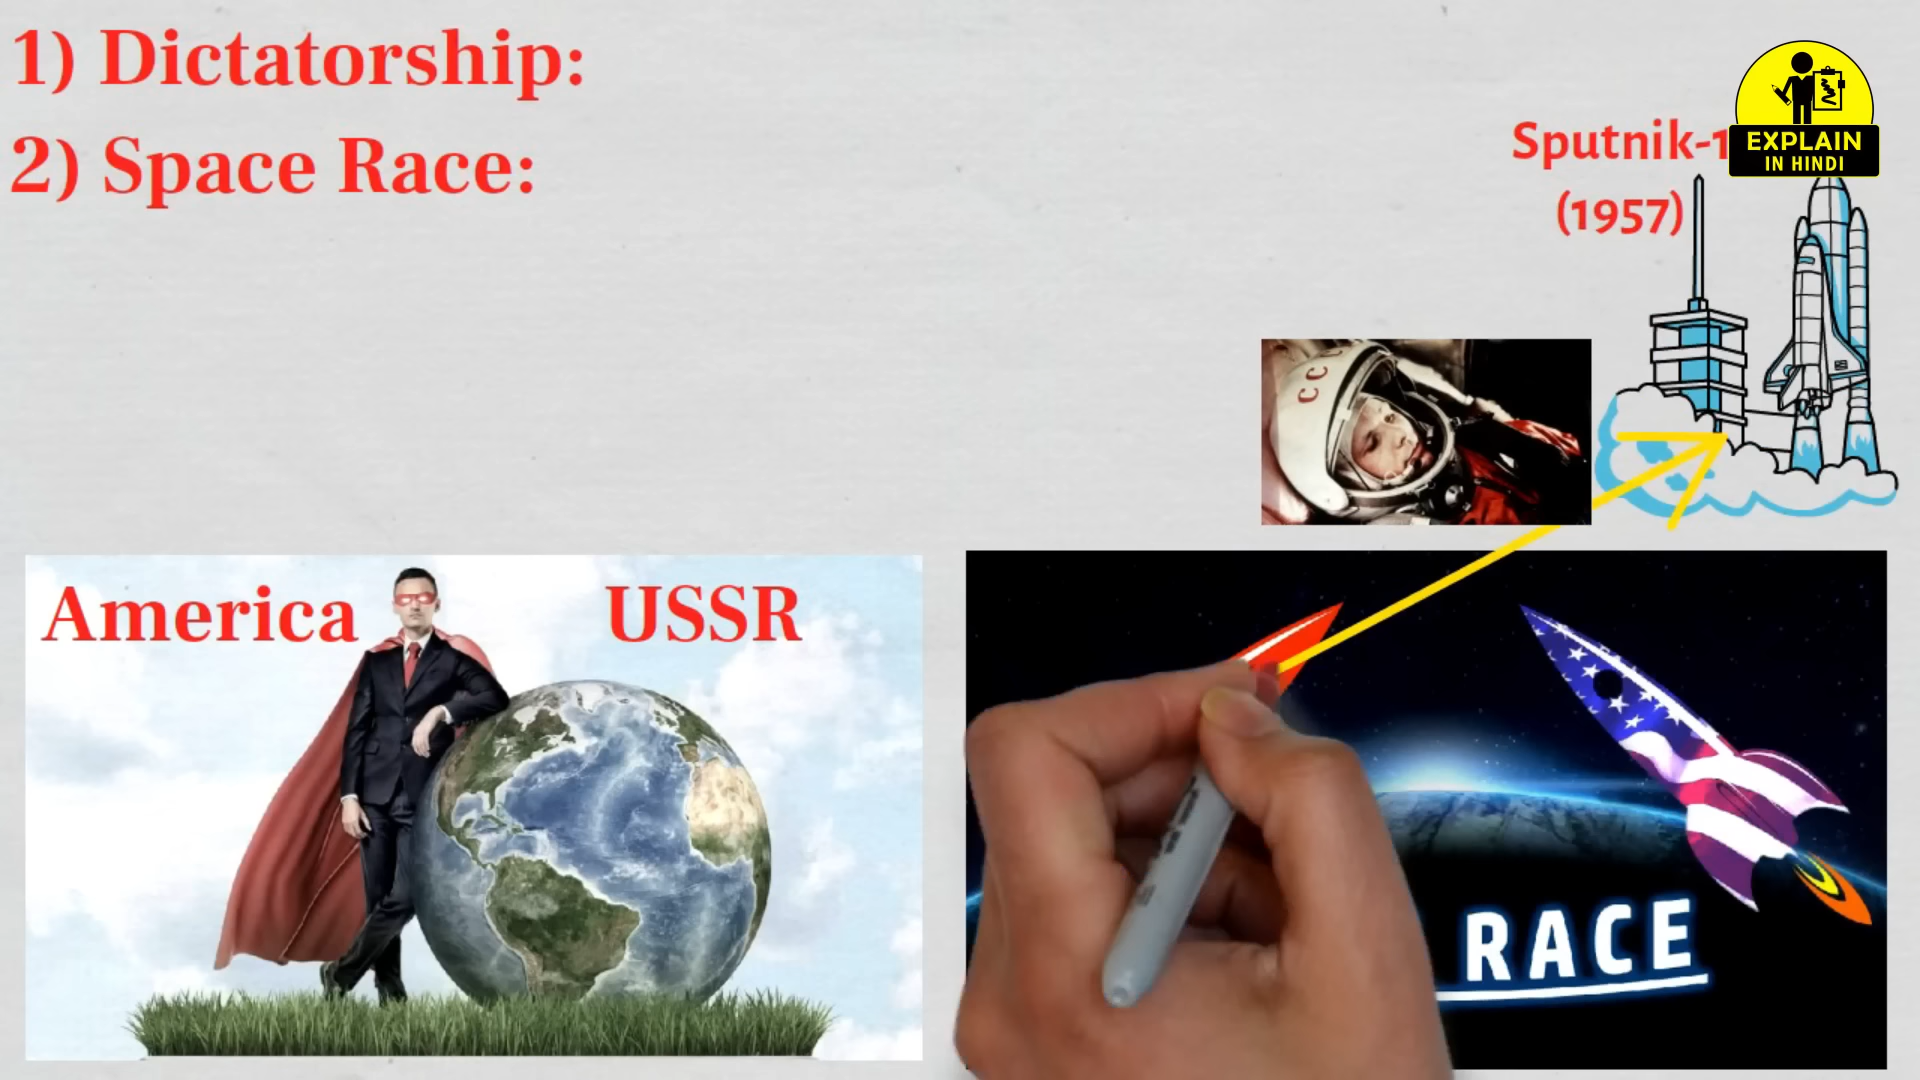 1) Dictatorship:
2) Space Race:
Sputnik-1
(1957)
EXPLAIN
IN HINDI
America
USSR
RACE